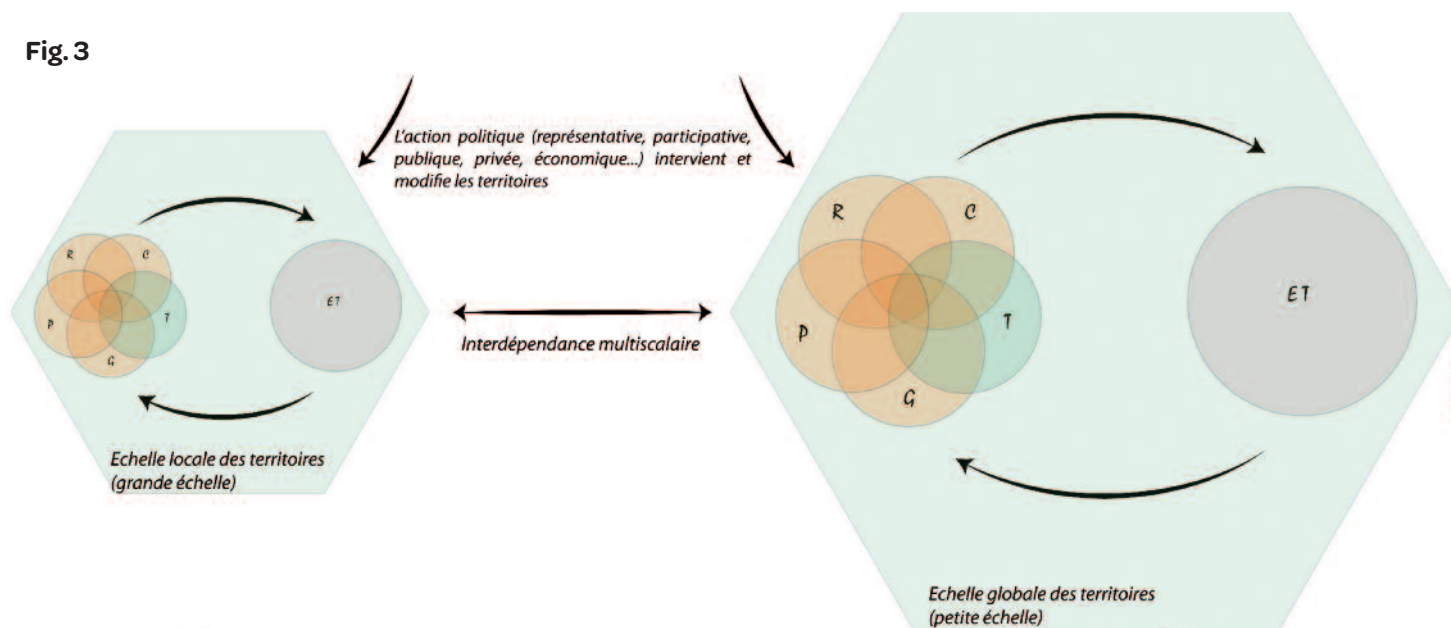 Fig. 3
L'action politique (représentative, participative,
publique, privée, économique...) intervient et
modifie les territoires
R
C
P
T
G
ET
Interdépendance multiscalaire
Echelle locale des territoires
(grande échelle)
R
C
P
T
G
ET
Echelle globale des territoires
(petite échelle)